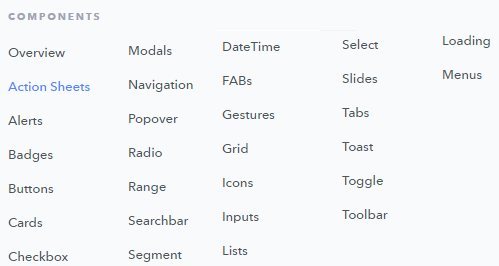 COMPONENTS
Overview
Action Sheets
Alerts
Badges
Buttons
Cards
Checkbox
Modals
Navigation
Popover
Radio
Range
Searchbar
Segment
DateTime
FABs
Gestures
Grid
Icons
Inputs
Lists
Select
Slides
Tabs
Toast
Toggle
Toolbar
Loading
Menus